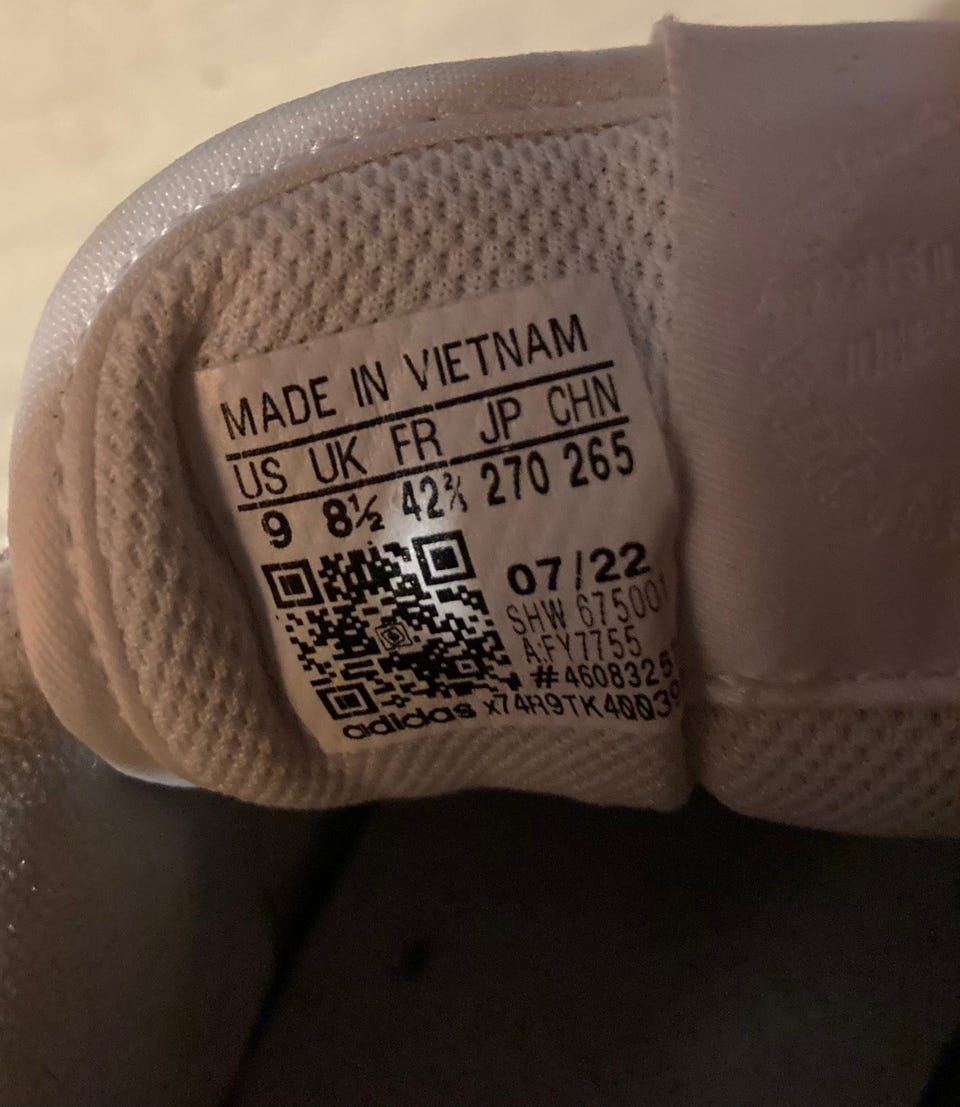 MADE IN VIETNAM
US UK FR JP CHN
9 8½ 42⅔ 270 265
07/22
SHW 675001
A:FY7755
#4608325
adidas